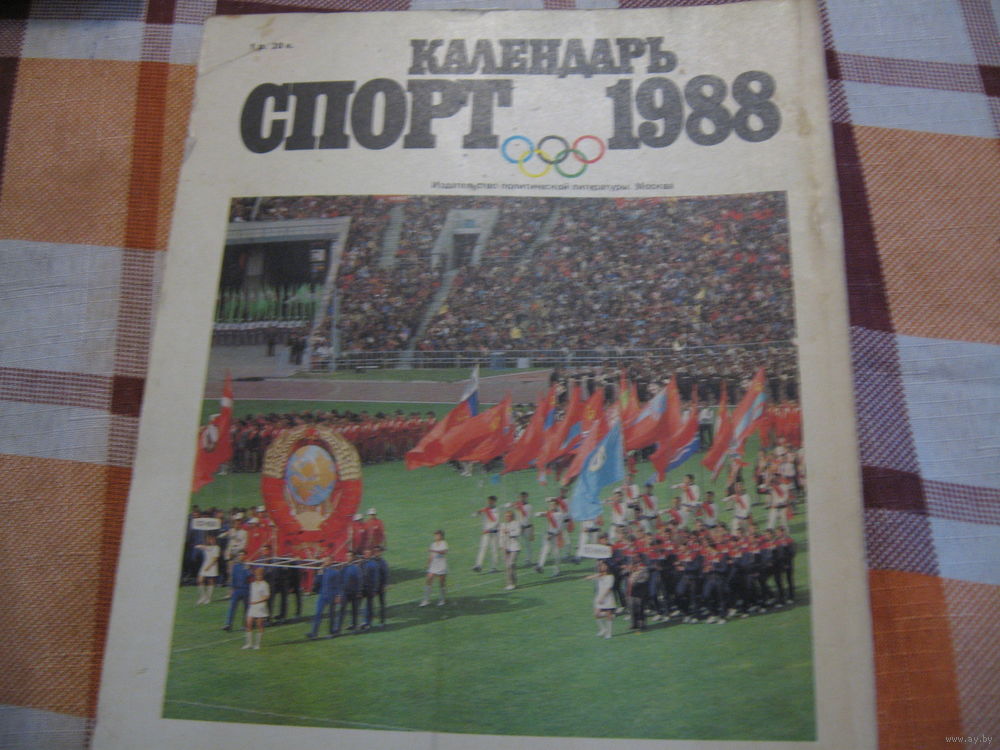 1 р. 20 к.
КАЛЕНДАРЬ
СПОРТ 1988
Издательство политической литературы. Москва
www.ay.by